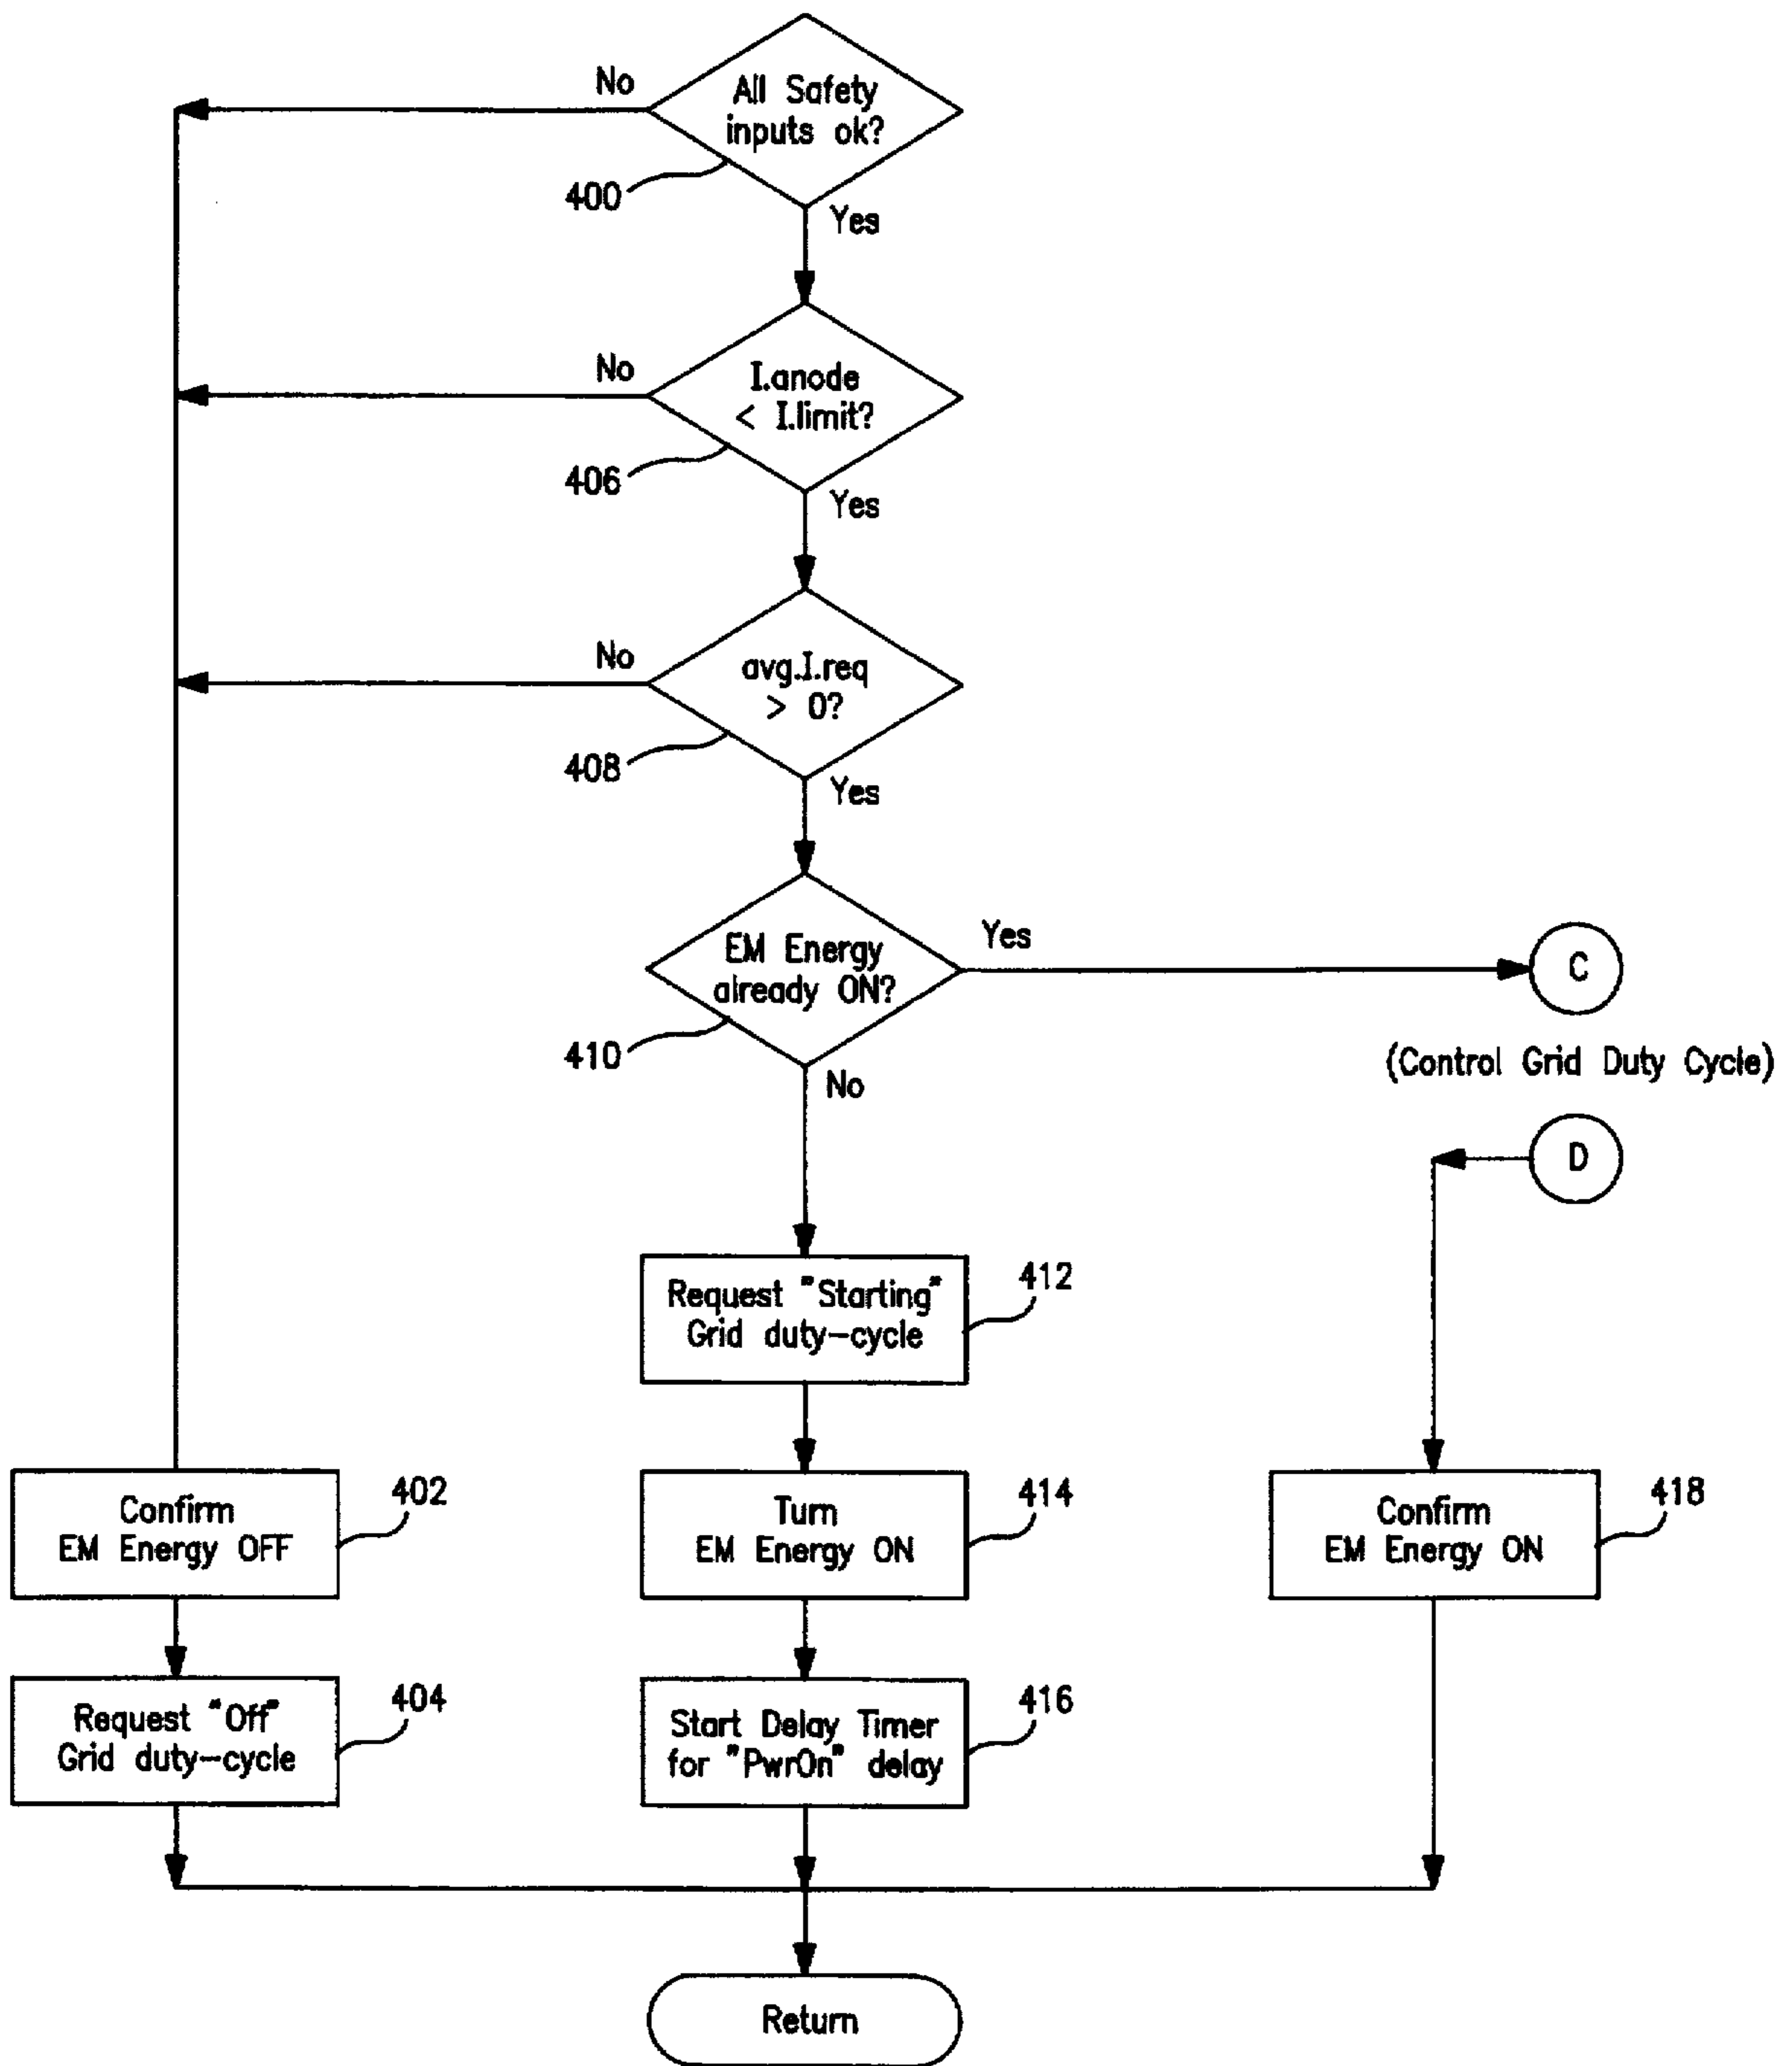 No
All Safety
inputs ok?
400
Yes
No
I.anode
< I.limit?
406
Yes
No
avg.I.req
> 0?
408
Yes
EM Energy
already ON?
Yes
C
410
(Control Grid Duty Cycle)
No
D
Request "Starting"
Grid duty-cycle
412
Confirm
EM Energy OFF
402
Turn
EM Energy ON
414
Confirm
EM Energy ON
418
Request "Off"
Grid duty-cycle
404
Start Delay Timer
for "PwrOn" delay
416
Return